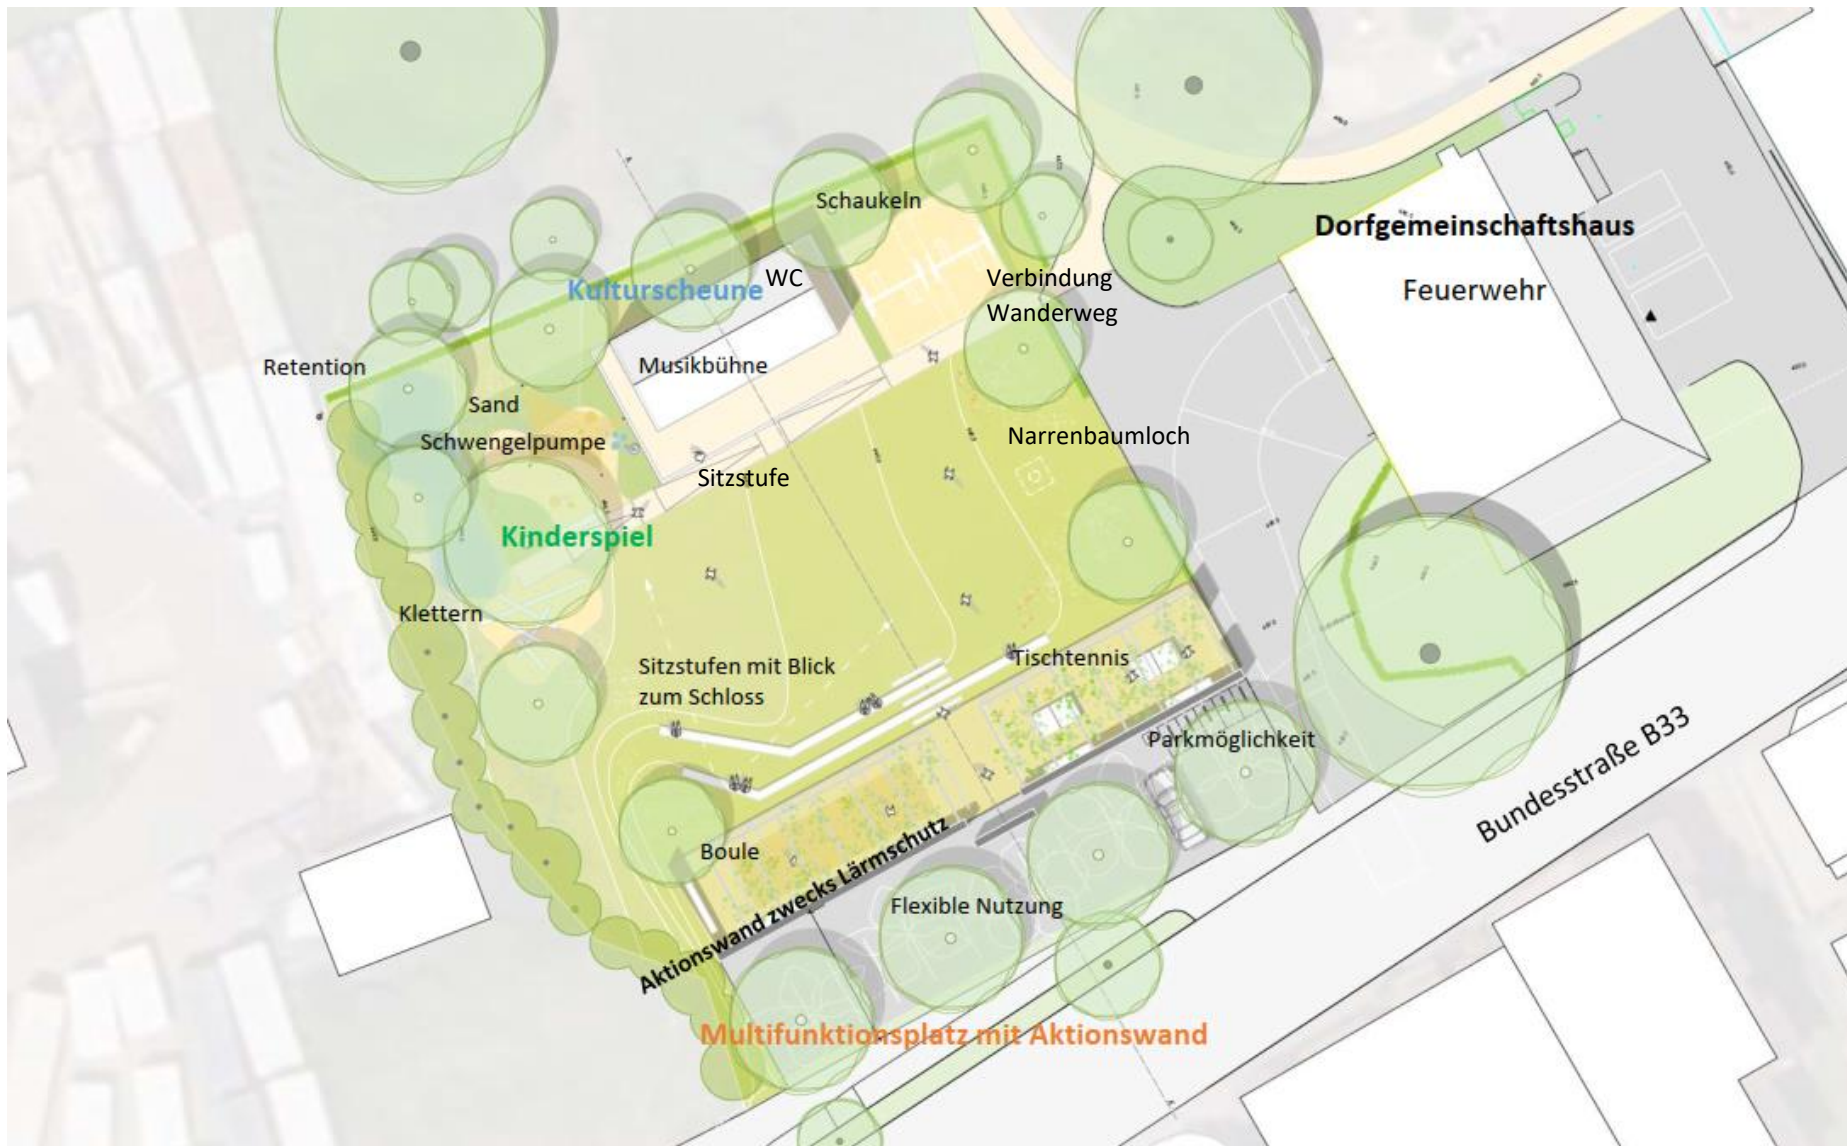 Schaukeln
Dorfgemeinschaftshaus
Feuerwehr
WC
Kulturscheune
Verbindung
Wanderweg
Retention
Musikbühne
Sand
Schwengelpumpe
Narrenbaumloch
Sitzstufe
Kinderspiel
Klettern
Sitzstufen mit Blick
zum Schloss
Tischtennis
Parkmöglichkeit
Bundesstraße B33
Boule
Aktionswand zwecks Lärmschutz
Flexible Nutzung
Multifunktionsplatz mit Aktionswand